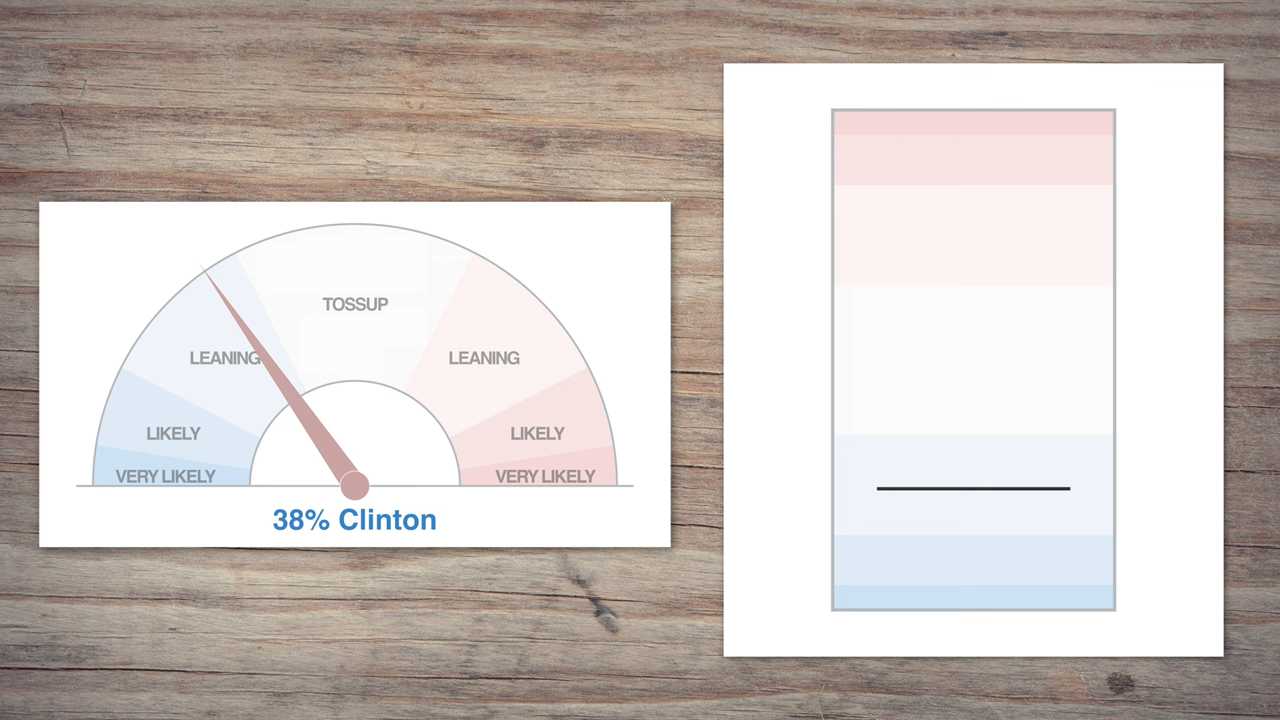 TOSSUP
LEANING
LEANING
LIKELY
LIKELY
VERY LIKELY
VERY LIKELY
38% Clinton